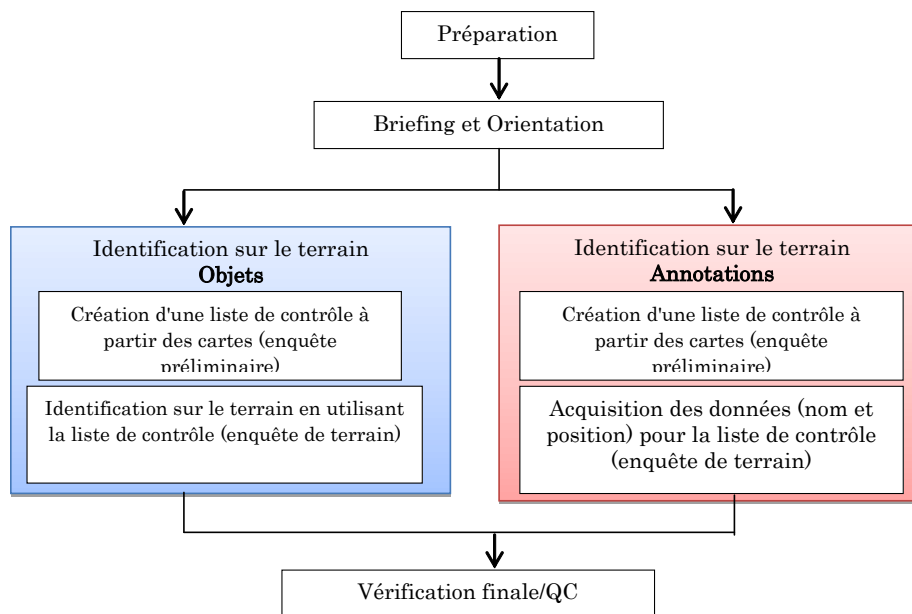 Préparation
Briefing et Orientation
Identification sur le terrain
Objets
Création d'une liste de contrôle à
partir des cartes (enquête
préliminaire)
Identification sur le terrain en utilisant
la liste de contrôle (enquête de terrain)
Identification sur le terrain
Annotations
Création d'une liste de contrôle à
partir des cartes (enquête
préliminaire)
Acquisition des données (nom et
position) pour la liste de contrôle
(enquête de terrain)
Vérification finale/QC